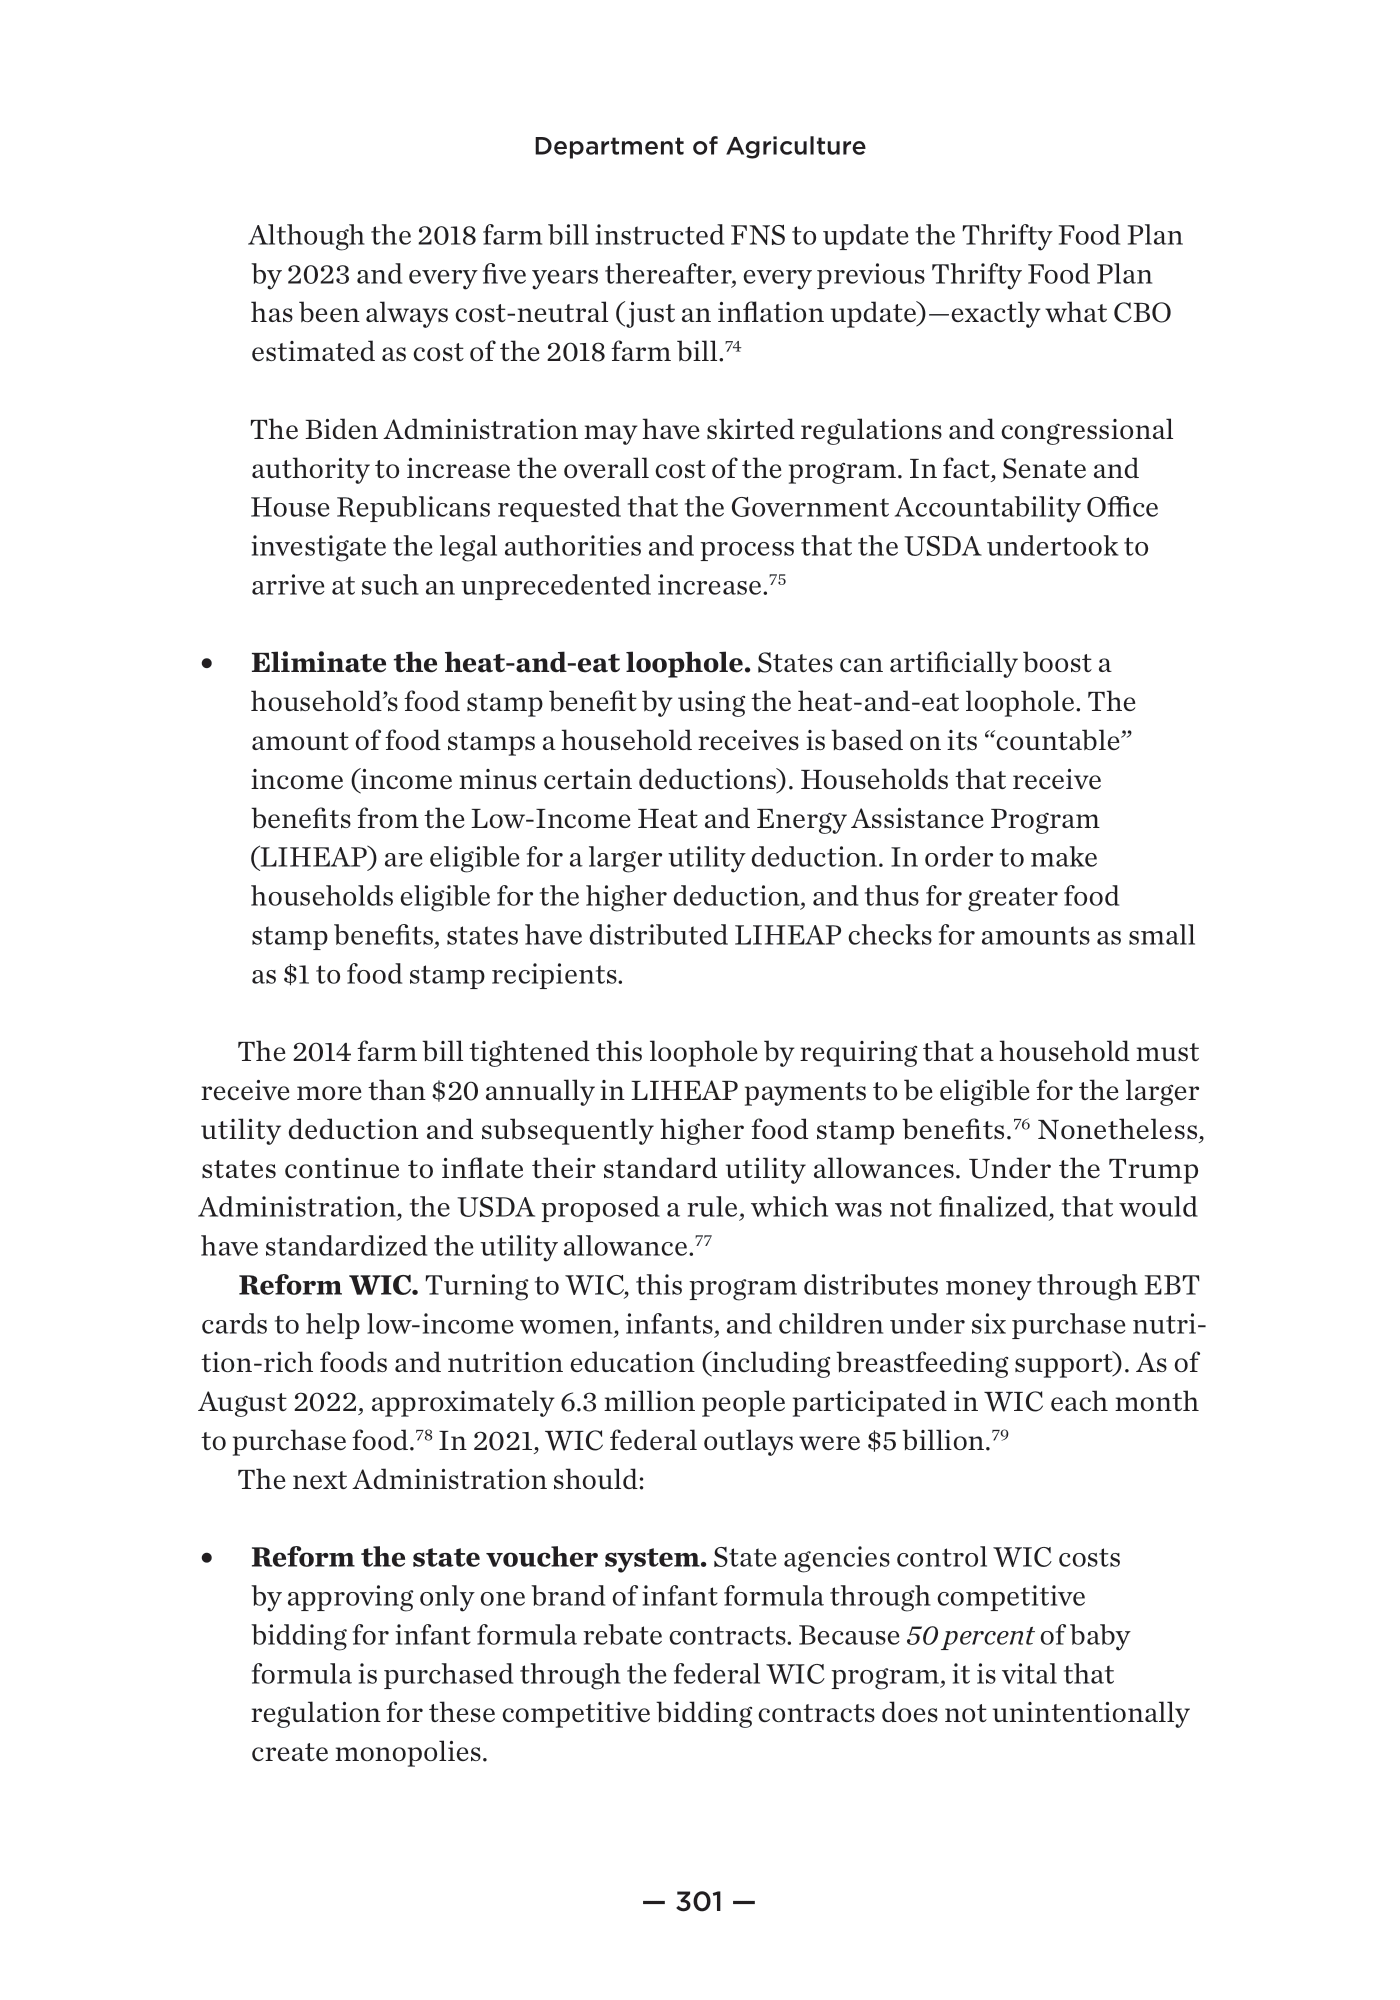 Department of Agriculture
Although the 2018 farm bill instructed FNS to update the Thrifty Food Plan
by 2023 and every five years thereafter, every previous Thrifty Food Plan
has been always cost-neutral (just an inflation update)—exactly what CBO
estimated as cost of the 2018 farm bill.⁷⁴
The Biden Administration may have skirted regulations and congressional
authority to increase the overall cost of the program. In fact, Senate and
House Republicans requested that the Government Accountability Office
investigate the legal authorities and process that the USDA undertook to
arrive at such an unprecedented increase.⁷⁵
• Eliminate the heat-and-eat loophole. States can artificially boost a
household’s food stamp benefit by using the heat-and-eat loophole. The
amount of food stamps a household receives is based on its “countable”
income (income minus certain deductions). Households that receive
benefits from the Low-Income Heat and Energy Assistance Program
(LIHEAP) are eligible for a larger utility deduction. In order to make
households eligible for the higher deduction, and thus for greater food
stamp benefits, states have distributed LIHEAP checks for amounts as small
as $1 to food stamp recipients.
The 2014 farm bill tightened this loophole by requiring that a household must
receive more than $20 annually in LIHEAP payments to be eligible for the larger
utility deduction and subsequently higher food stamp benefits.⁷⁶ Nonetheless,
states continue to inflate their standard utility allowances. Under the Trump
Administration, the USDA proposed a rule, which was not finalized, that would
have standardized the utility allowance.⁷⁷
Reform WIC. Turning to WIC, this program distributes money through EBT
cards to help low-income women, infants, and children under six purchase nutri-
tion-rich foods and nutrition education (including breastfeeding support). As of
August 2022, approximately 6.3 million people participated in WIC each month
to purchase food.⁷⁸ In 2021, WIC federal outlays were $5 billion.⁷⁹
The next Administration should:
• Reform the state voucher system. State agencies control WIC costs
by approving only one brand of infant formula through competitive
bidding for infant formula rebate contracts. Because 50 percent of baby
formula is purchased through the federal WIC program, it is vital that
regulation for these competitive bidding contracts does not unintentionally
create monopolies.
— 301 —